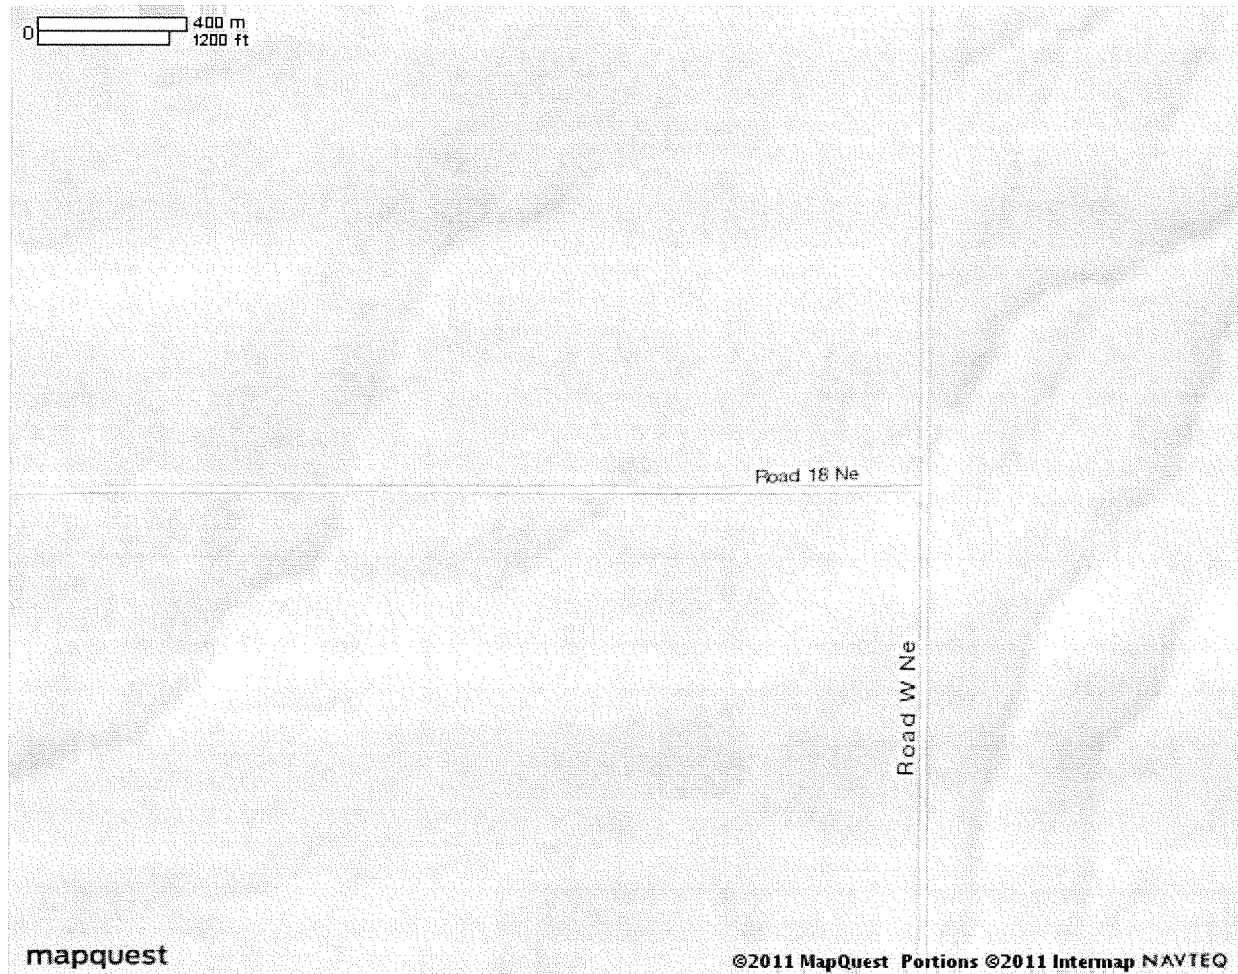 0
400 m
1200 ft
Road 18 Ne
Road W Ne
mapquest
©2011 MapQuest Portions ©2011 Intermap NAVTEQ